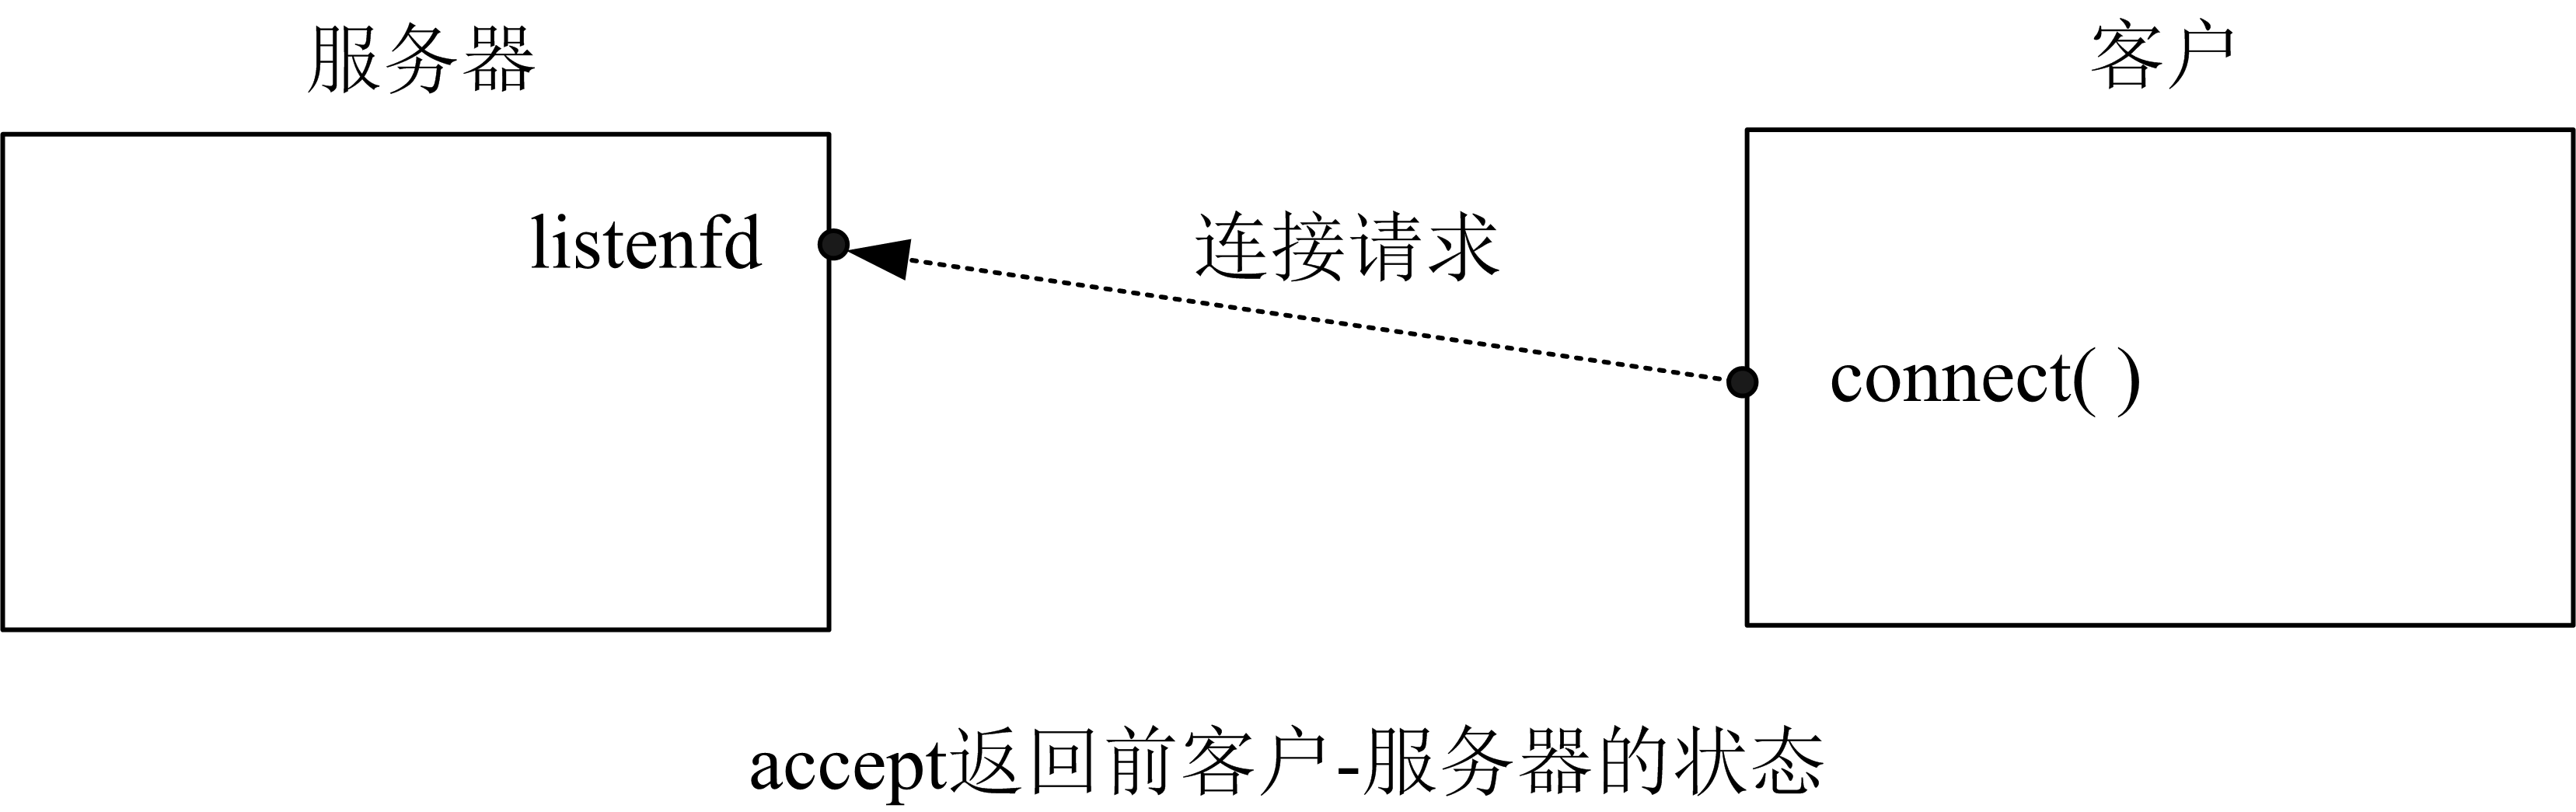 服务器
客户
listenfd
连接请求
connect( )
accept返回前客户-服务器的状态